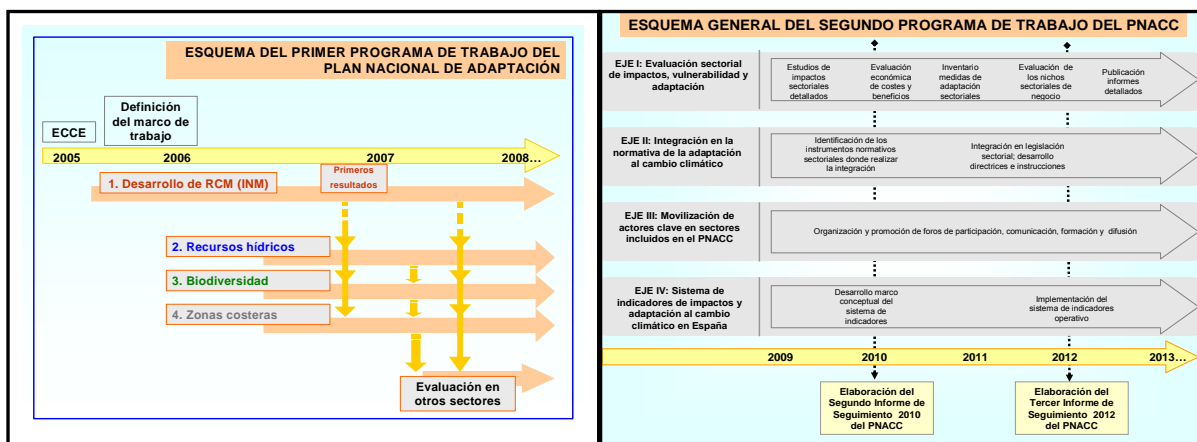 ESQUEMA DEL PRIMER PROGRAMA DE TRABAJO DEL
PLAN NACIONAL DE ADAPTACIÓN
ECCE
Definición
del marco de
trabajo
2005
2006
2007
2008...
1. Desarrollo de RCM (INM)
Primeros
resultados
2. Recursos hídricos
3. Biodiversidad
4. Zonas costeras
Evaluación en
otros sectores
ESQUEMA GENERAL DEL SEGUNDO PROGRAMA DE TRABAJO DEL PNACC
EJE I: Evaluación sectorial
de impactos, vulnerabilidad y
adaptación
Estudios de
impactos
sectoriales
detallados
Evaluación
económica
de costes y
beneficios
Inventario
medidas de
adaptación
sectoriales
Evaluación de
los nichos
sectoriales de
negocio
Publicación
informes
detallados
EJE II: Integración en la
normativa de la adaptación
al cambio climático
Identificación de los
instrumentos normativos
sectoriales donde realizar
la integración
Integración en legislación
sectorial; desarrollo
directrices e instrucciones
EJE III: Movilización de
actores clave en sectores
incluidos en el PNACC
Organización y promoción de foros de participación, comunicación, formación y difusión
EJE IV: Sistema de
indicadores de impactos y
adaptación al cambio
climático en España
Desarrollo marco
conceptual del
sistema de
indicadores
Implementación del
sistema de indicadores
operativo
2009
2010
2011
2012
2013...
Elaboración del
Segundo Informe de
Seguimiento 2010
del PNACC
Elaboración del
Tercer Informe de
Seguimiento 2012
del PNACC